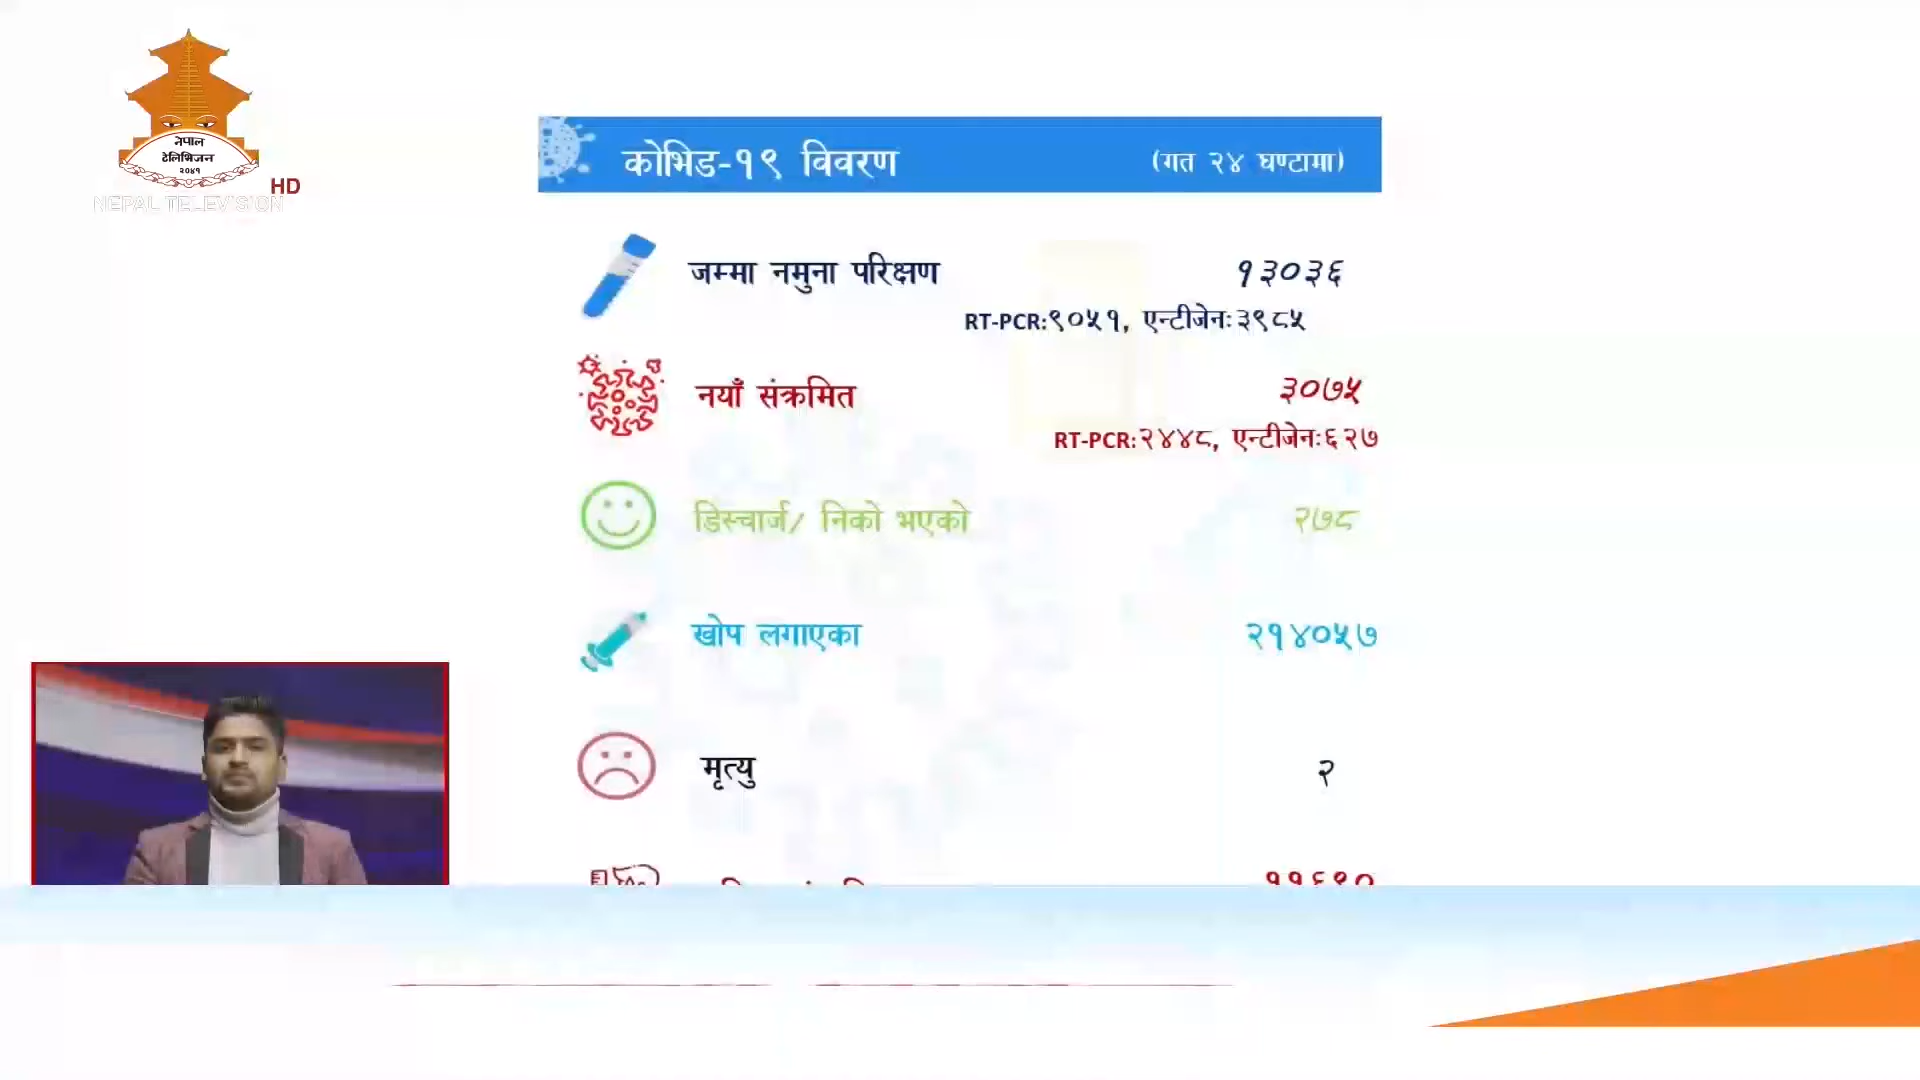 नेपाल
टेलिभिजन
२०४१
HD
NEPAL TELEVISION
कोभिड-१९ विवरण (गत २४ घण्टामा)
जम्मा नमुना परिक्षण १३०३६
RT-PCR:९०५१, एन्टीजेनः३९८५
नयाँ संक्रमित ३०७५
RT-PCR:२४४८, एन्टीजेनः६२७
डिस्चार्ज/ निको भएको २७८
खोप लगाएका २१४०५७
मृत्यु २